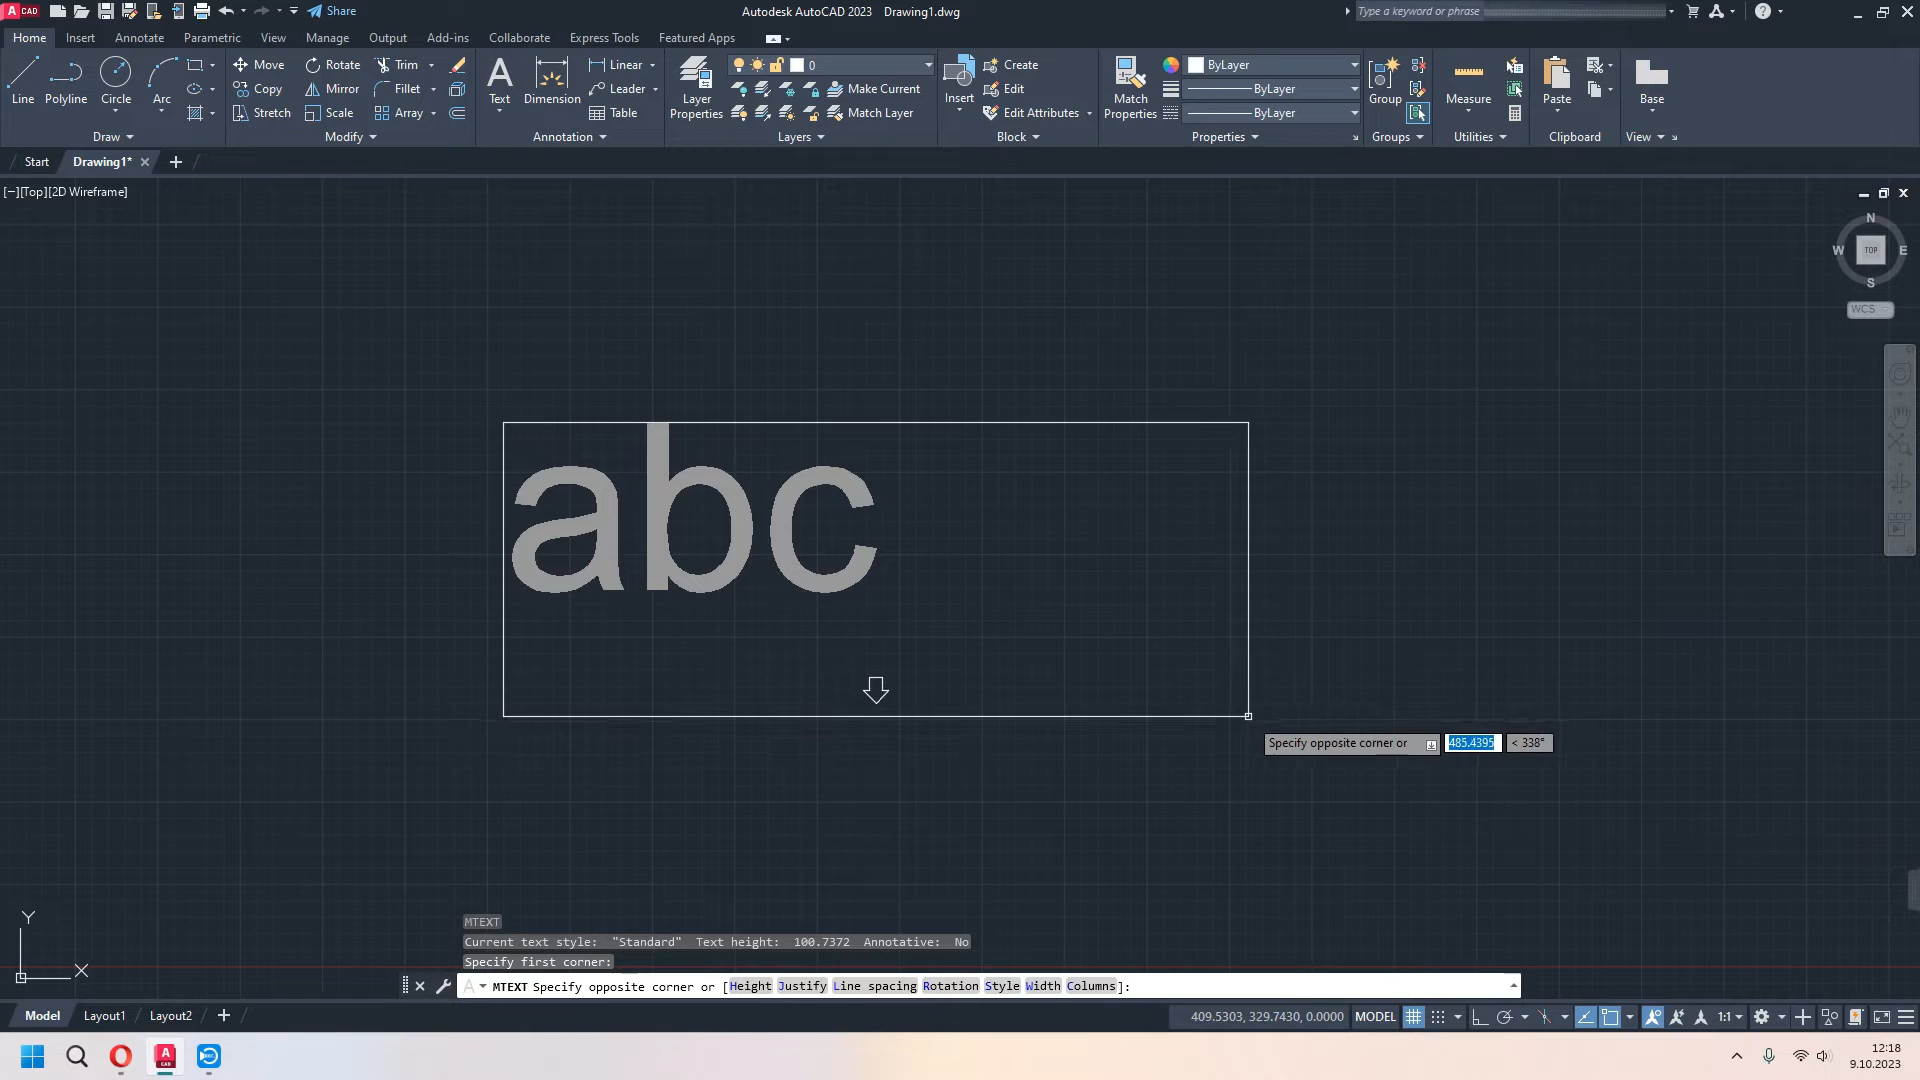 A CAD Share Autodesk AutoCAD 2023 Drawing1.dwg Type a keyword or phrase
Home Insert Annotate Parametric View Manage Output Add-ins Collaborate Express Tools Featured Apps
Line Polyline Circle Arc
Move Rotate Trim
Copy Mirror Fillet
Stretch Scale Array
Text Dimension
Linear
Leader
Table
Layer Properties
0
Make Current
Match Layer
Insert
Create
Edit
Edit Attributes
Match Properties
ByLayer
ByLayer
ByLayer
Group Measure Paste Base
Draw Modify Annotation Layers Block Properties Groups Utilities Clipboard View
Start Drawing1*
[−][Top][2D Wireframe]
N
W TOP E
S
WCS
abc
Specify opposite corner or 485.4395 < 338°
Y
X
MTEXT
Current text style: "Standard" Text height: 100.7372 Annotative: No
Specify first corner:
MTEXT Specify opposite corner or [Height Justify Line spacing Rotation Style Width Columns]:
Model Layout1 Layout2 409.5303, 329.7430, 0.0000 MODEL 1:1
12:18
9.10.2023